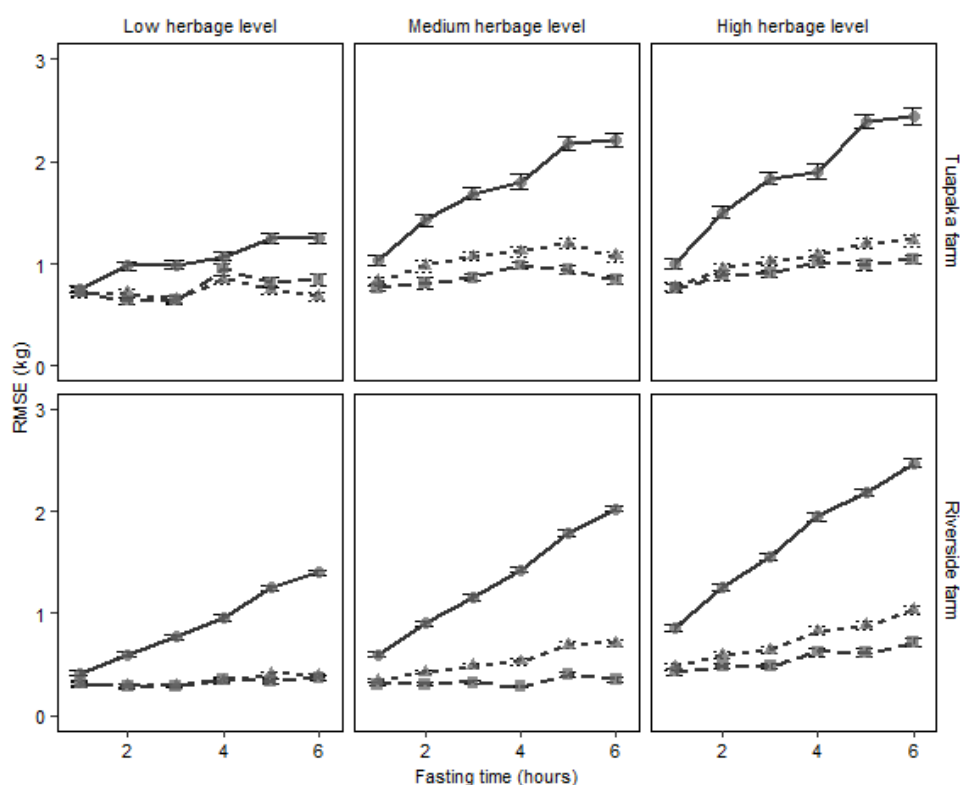 Low herbage level
Medium herbage level
High herbage level
3
2
1
0
Tuapaka farm
RMSE (kg)
3
2
1
0
Riverside farm
2
4
6
2
4
6
2
4
6
Fasting time (hours)